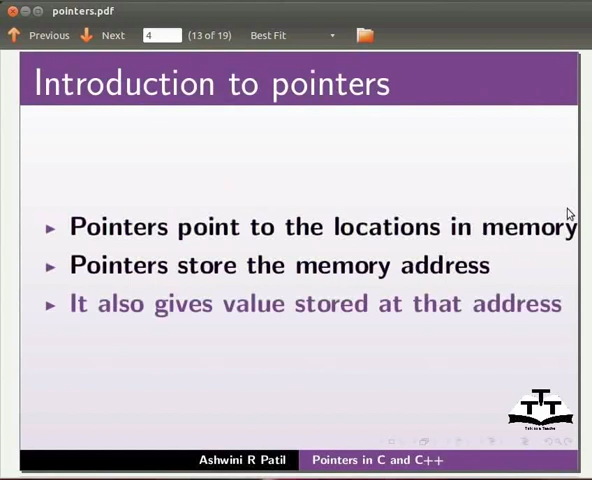 pointers.pdf
Previous Next 4 (13 of 19) Best Fit
Introduction to pointers
Pointers point to the locations in memory
Pointers store the memory address
It also gives value stored at that address
TTT
Ashwini R Patil Pointers in C and C++